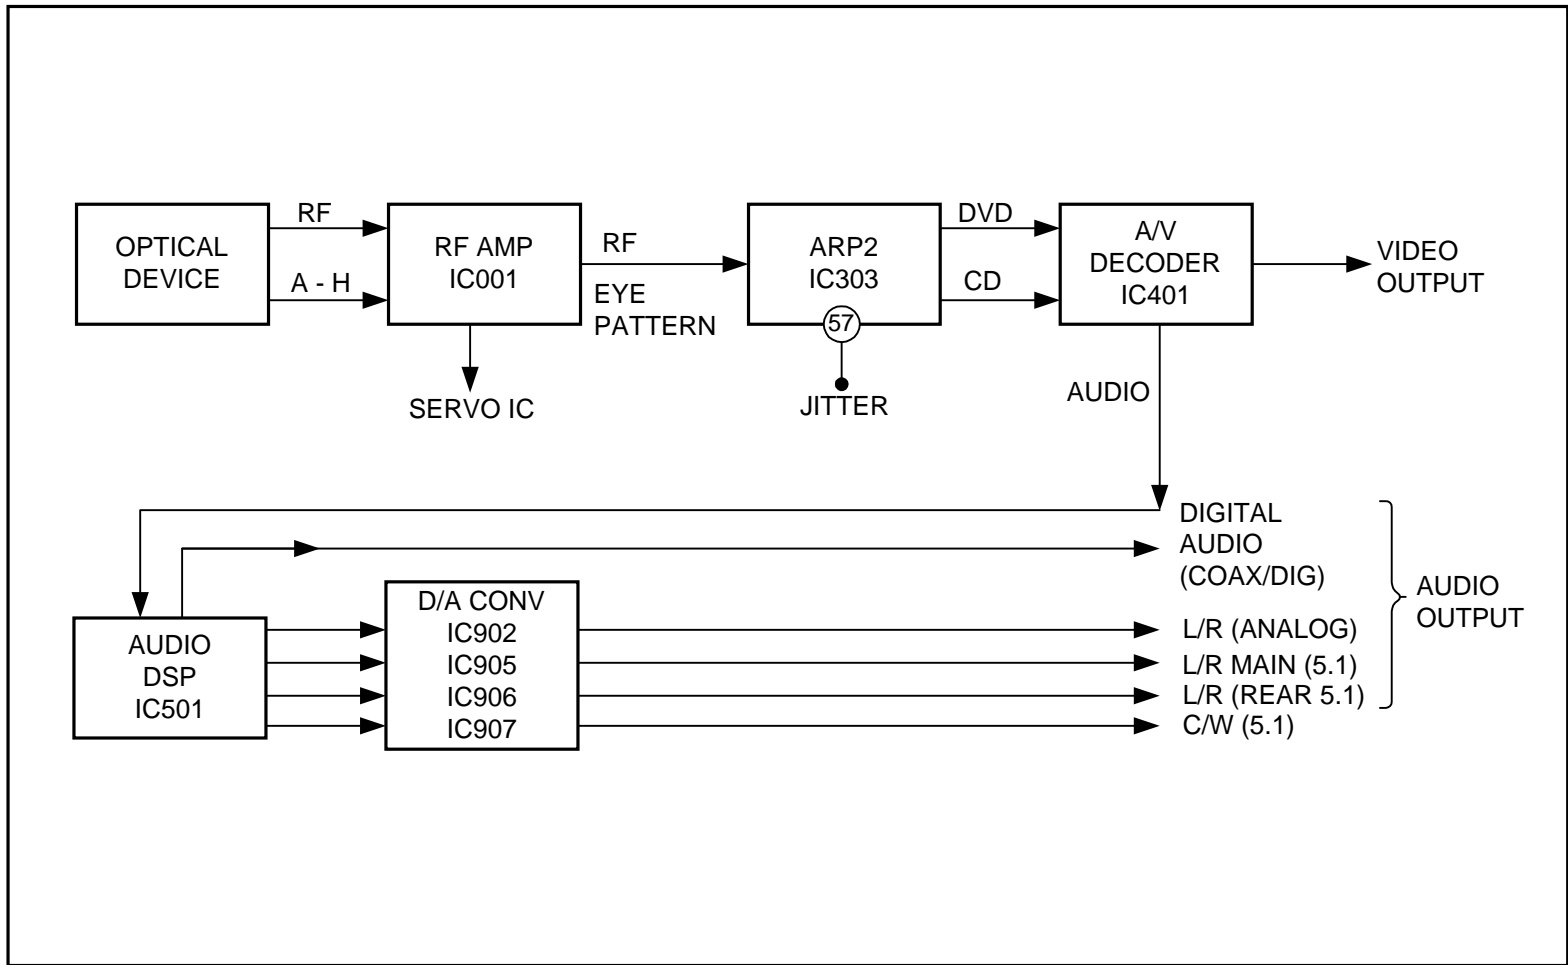 OPTICAL
DEVICE
RF
A - H
RF AMP
IC001
SERVO IC
RF
EYE
PATTERN
ARP2
IC303
57
JITTER
DVD
CD
A/V
DECODER
IC401
VIDEO
OUTPUT
AUDIO
DIGITAL
AUDIO
(COAX/DIG)
AUDIO
DSP
IC501
D/A CONV
IC902
IC905
IC906
IC907
L/R (ANALOG)
L/R MAIN (5.1)
L/R (REAR 5.1)
C/W (5.1)
AUDIO
OUTPUT